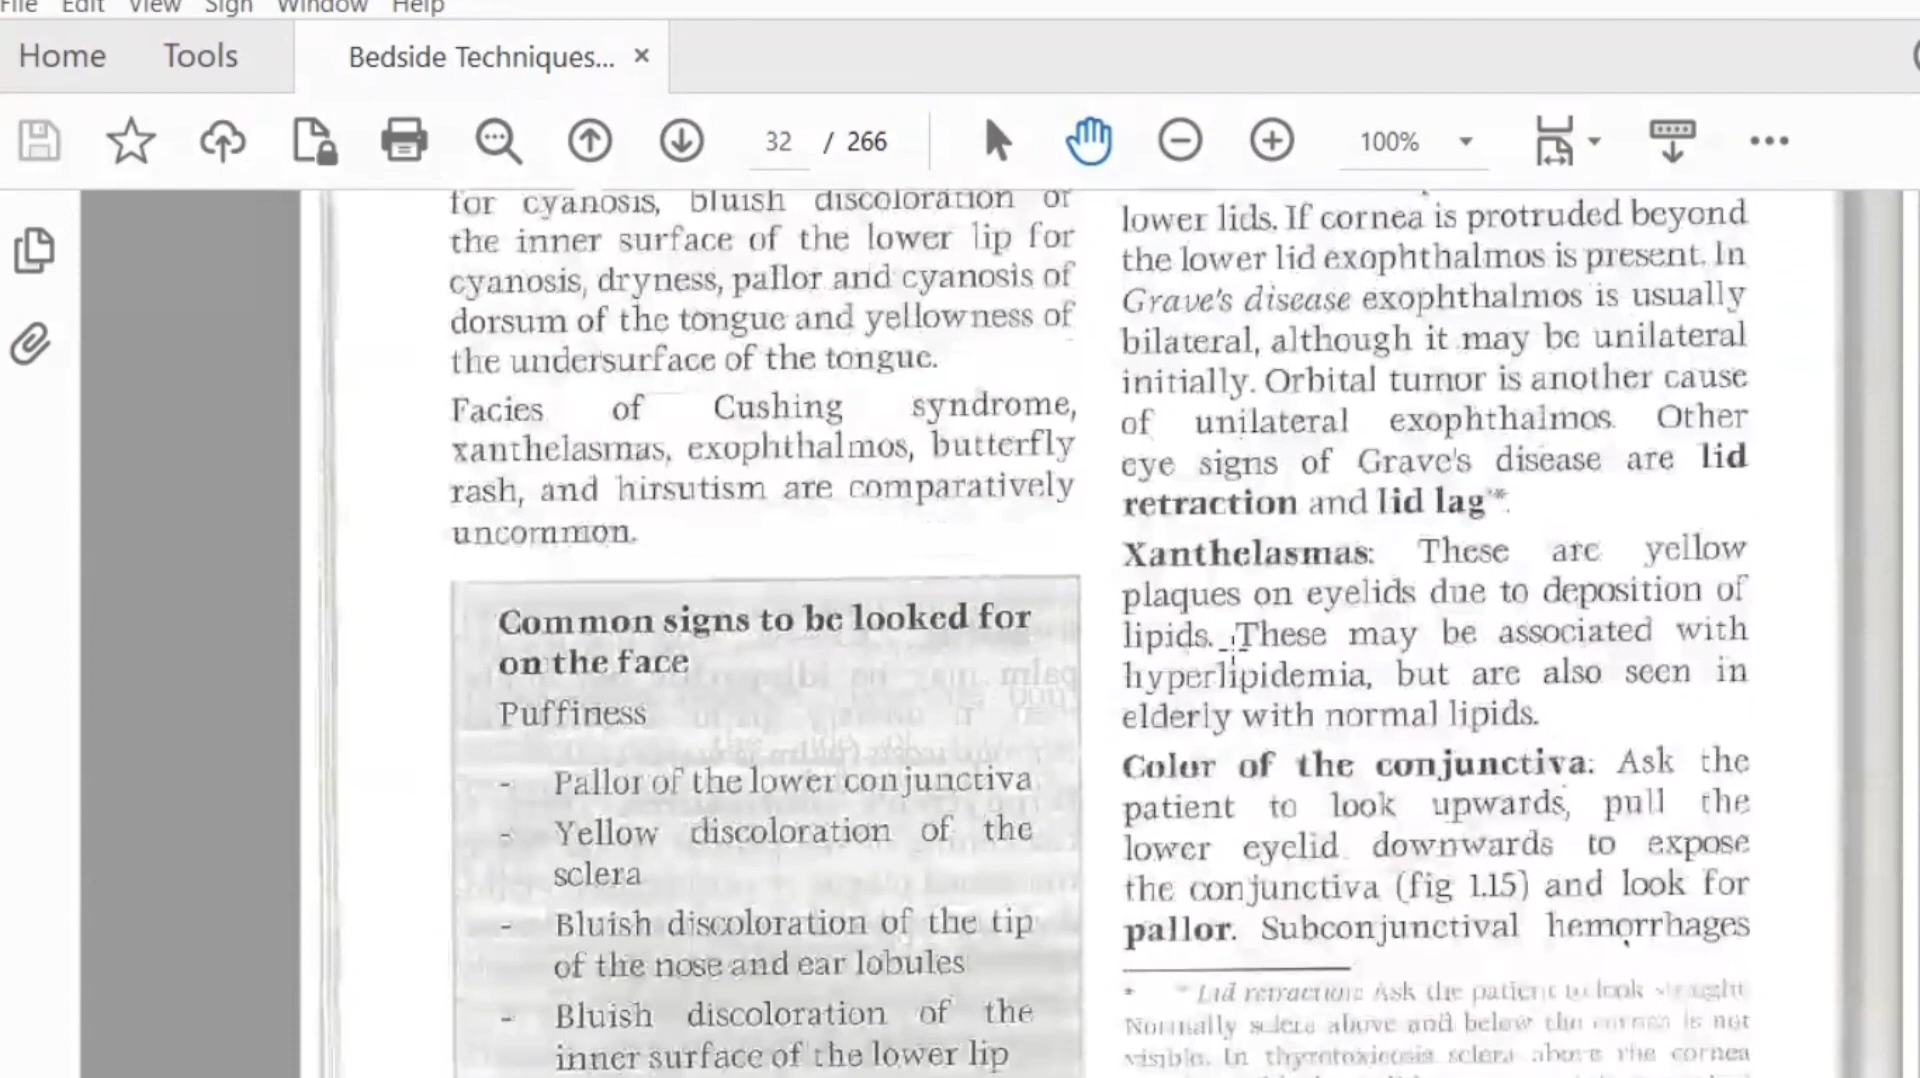 File Edit View Sign Window Help
Home Tools Bedside Techniques... ×
32 / 266 100%
for cyanosis, bluish discoloration of
the inner surface of the lower lip for
cyanosis, dryness, pallor and cyanosis of
dorsum of the tongue and yellowness of
the undersurface of the tongue.
Facies of Cushing syndrome,
xanthelasmas, exophthalmos, butterfly
rash, and hirsutism are comparatively
uncommon.
Common signs to be looked for
on the face
Puffiness
- Pallor of the lower conjunctiva
- Yellow discoloration of the
sclera
- Bluish discoloration of the tip
of the nose and ear lobules
- Bluish discoloration of the
inner surface of the lower lip
lower lids. If cornea is protruded beyond
the lower lid exophthalmos is present. In
Grave's disease exophthalmos is usually
bilateral, although it may be unilateral
initially. Orbital tumor is another cause
of unilateral exophthalmos. Other
eye signs of Grave's disease are lid
retraction and lid lag*.
Xanthelasmas: These are yellow
plaques on eyelids due to deposition of
lipids. These may be associated with
hyperlipidemia, but are also seen in
elderly with normal lipids.
Color of the conjunctiva: Ask the
patient to look upwards, pull the
lower eyelid downwards to expose
the conjunctiva (fig 1.15) and look for
pallor. Subconjunctival hemorrhages
* Lid retraction: Ask the patient to look straight
Normally sclera above and below the cornea is not
visible. In thyrotoxicosis sclera above the cornea